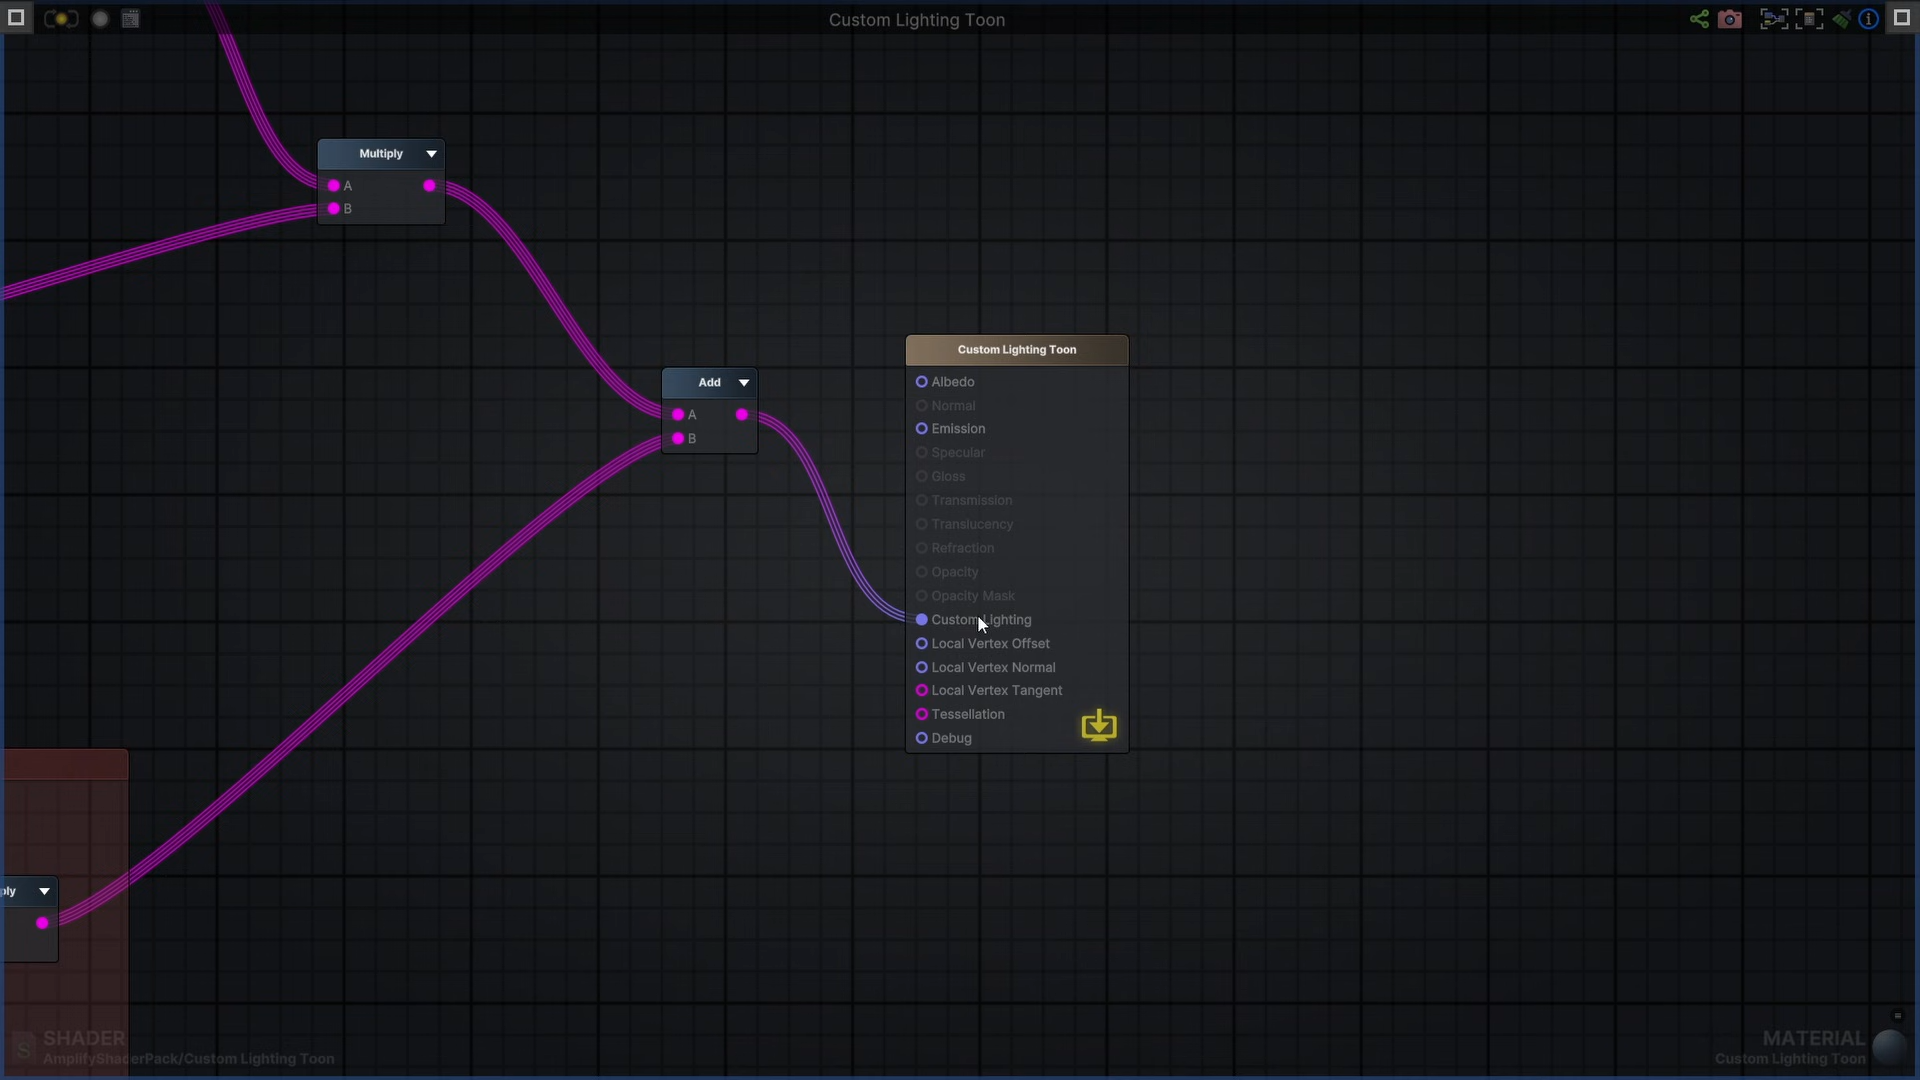 Custom Lighting Toon
Multiply
A
B
Add
A
B
Custom Lighting Toon
Albedo
Normal
Emission
Specular
Gloss
Transmission
Translucency
Refraction
Opacity
Opacity Mask
Custom Lighting
Local Vertex Offset
Local Vertex Normal
Local Vertex Tangent
Tessellation
Debug
ply
SHADER
AmplifyShaderPack/Custom Lighting Toon
MATERIAL
Custom Lighting Toon